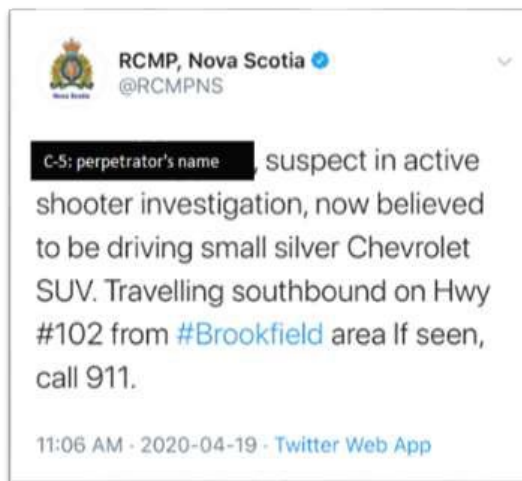 RCMP, Nova Scotia
@RCMPNS
Nova Scotia
C-5: perpetrator's name , suspect in active
shooter investigation, now believed
to be driving small silver Chevrolet
SUV. Travelling southbound on Hwy
#102 from #Brookfield area If seen,
call 911.
11:06 AM · 2020-04-19 · Twitter Web App